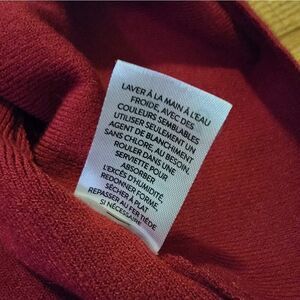 LAVER À LA MAIN À L'EAU
FROIDE, AVEC DES
COULEURS SEMBLABLES
UTILISER SEULEMENT UN
AGENT DE BLANCHIMENT
SANS CHLORE, AU BESOIN.
ROULER DANS UNE
SERVIETTE POUR
ABSORBER
L'EXCÉS D'HUMIDITÉ,
REDONNER FORME,
SÉCHER À PLAT
REPASSER AU FER TIÈDE
SI NÉCESSAIRE